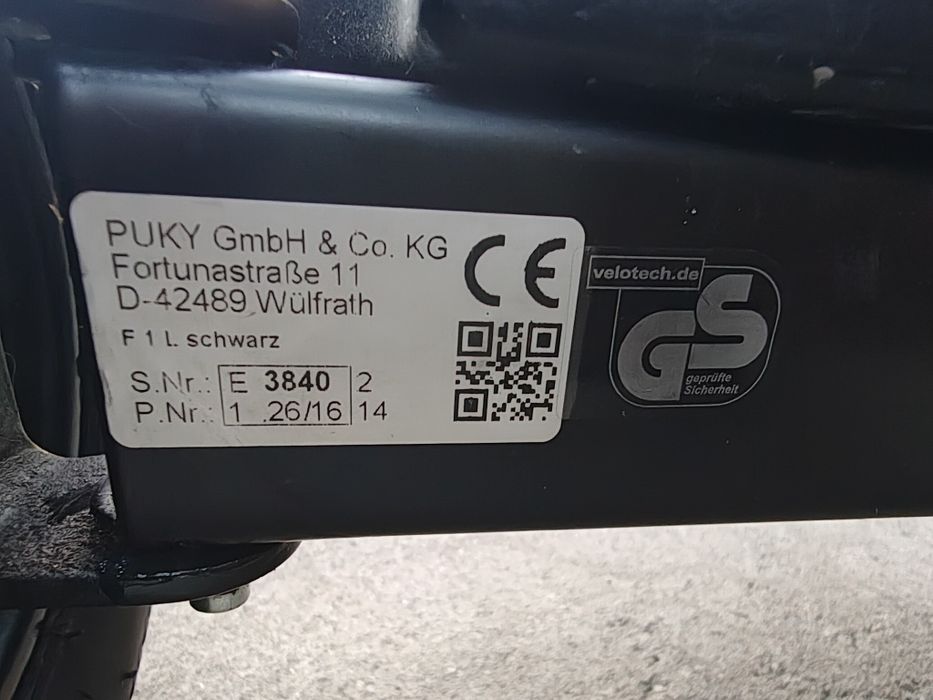 PUKY GmbH & Co. KG
Fortunastraße 11
D-42489 Wülfrath
F 1 L schwarz
S.Nr.: E 3840 2
P.Nr.: 1 .26/16 14
CE
velotech.de
GS
geprüfte
Sicherheit